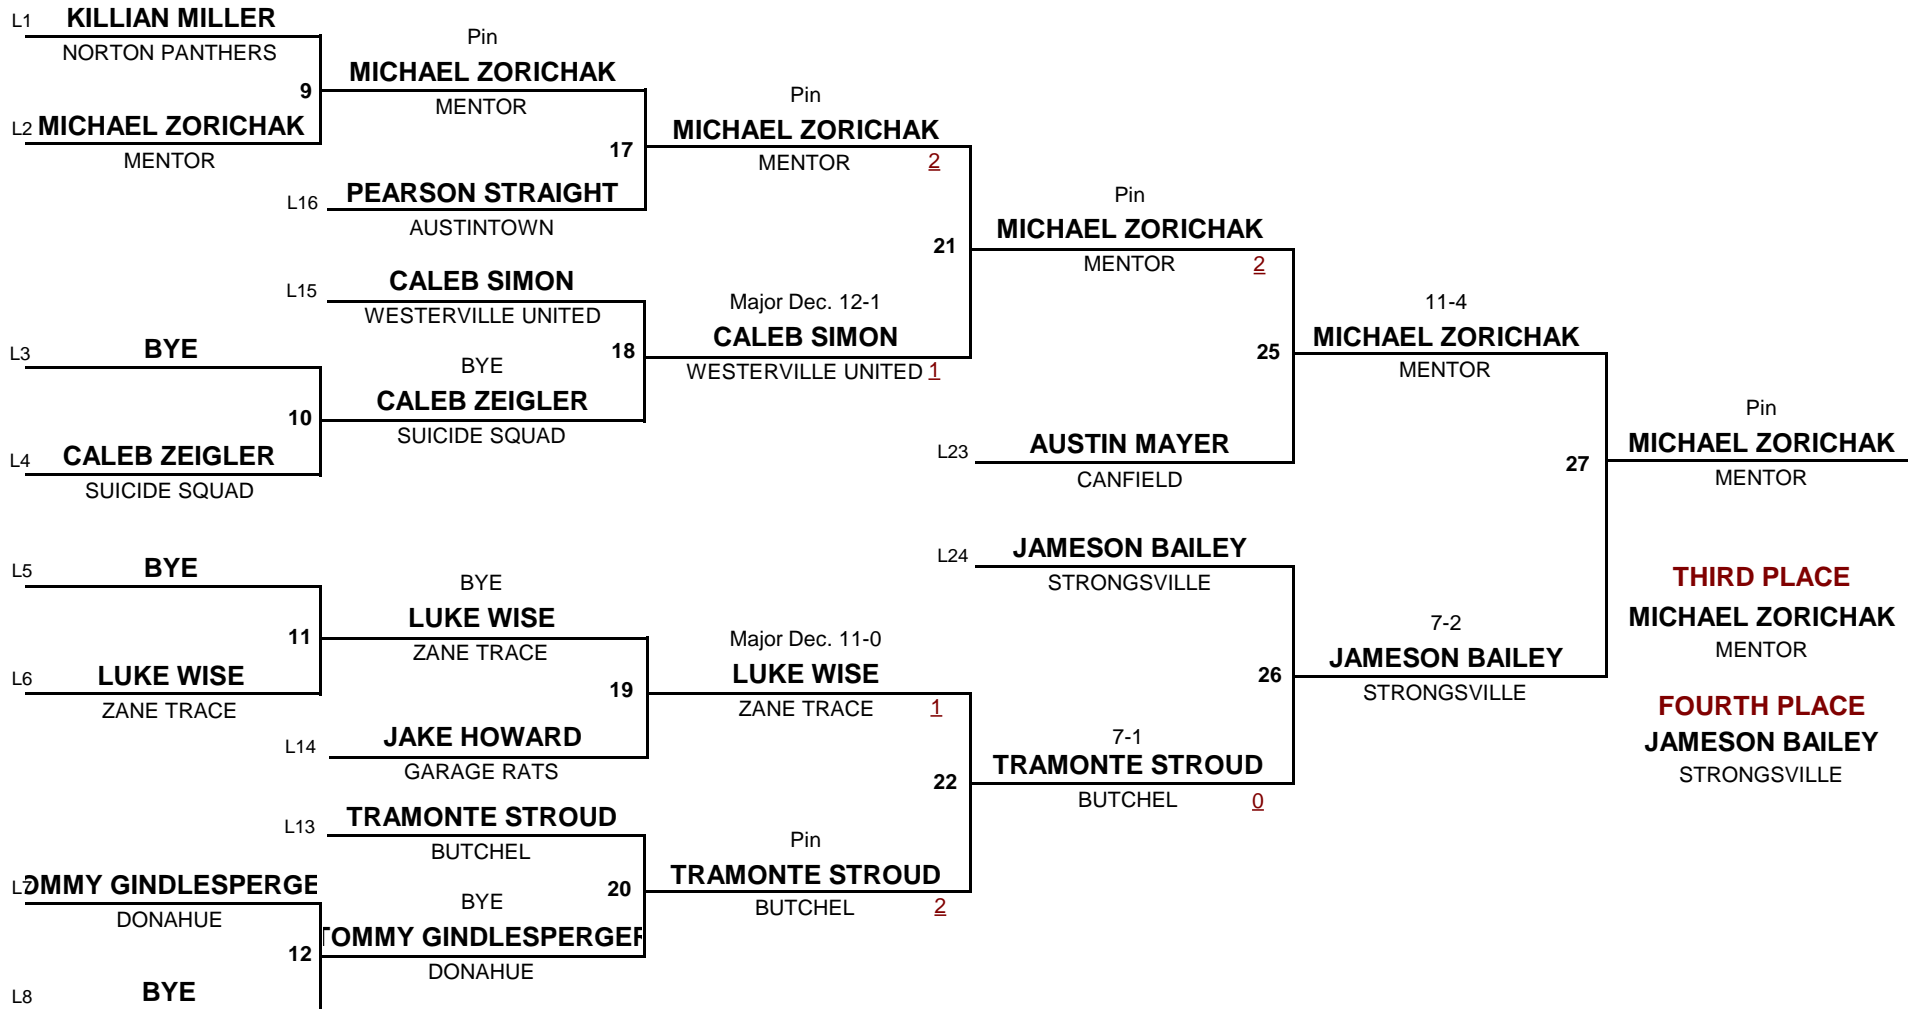 L1 KILLIAN MILLER
NORTON PANTHERS
Pin
9 MICHAEL ZORICHAK
MENTOR
L2 MICHAEL ZORICHAK
MENTOR
Pin
17 MICHAEL ZORICHAK
MENTOR 2
L16 PEARSON STRAIGHT
AUSTINTOWN
Pin
21 MICHAEL ZORICHAK
MENTOR 2
L15 CALEB SIMON
WESTERVILLE UNITED
Major Dec. 12-1
18 CALEB SIMON
WESTERVILLE UNITED 1
L3 BYE
BYE
10 CALEB ZEIGLER
SUICIDE SQUAD
L4 CALEB ZEIGLER
SUICIDE SQUAD
11-4
25 MICHAEL ZORICHAK
MENTOR
L23 AUSTIN MAYER
CANFIELD
Pin
27 MICHAEL ZORICHAK
MENTOR
L5 BYE
BYE
11 LUKE WISE
ZANE TRACE
L6 LUKE WISE
ZANE TRACE
Major Dec. 11-0
19 LUKE WISE
ZANE TRACE 1
L14 JAKE HOWARD
GARAGE RATS
L24 JAMESON BAILEY
STRONGSVILLE
7-2
26 JAMESON BAILEY
STRONGSVILLE
7-1
22 TRAMONTE STROUD
BUTCHEL 0
L13 TRAMONTE STROUD
BUTCHEL
Pin
20 TRAMONTE STROUD
BUTCHEL 2
L7 OMMY GINDLESPERGE
DONAHUE
BYE
12 TOMMY GINDLESPERGER
DONAHUE
L8 BYE
THIRD PLACE
MICHAEL ZORICHAK
MENTOR
FOURTH PLACE
JAMESON BAILEY
STRONGSVILLE